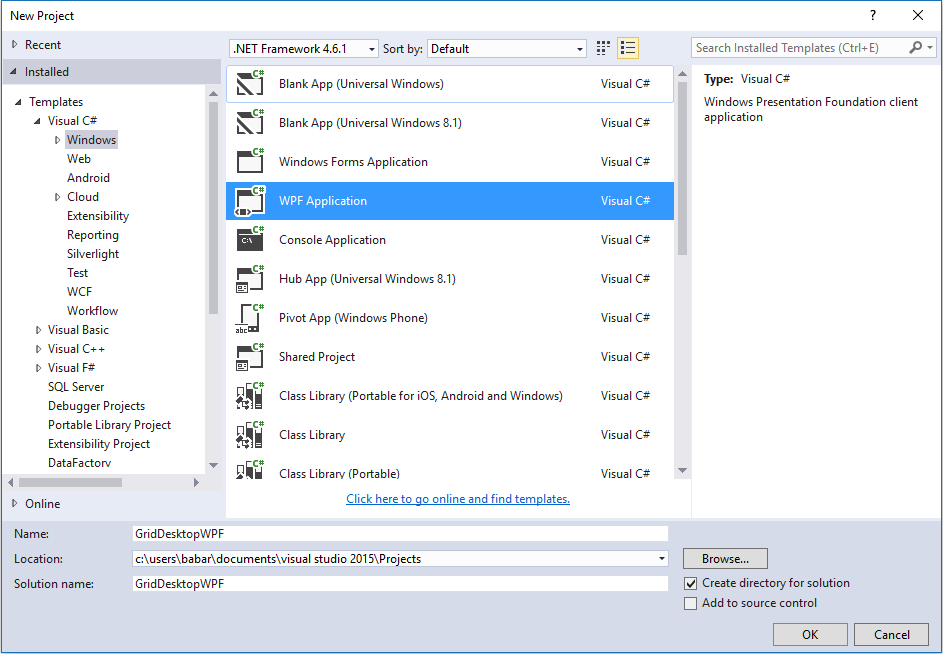 New Project
? 
Recent
.NET Framework 4.6.1 Sort by: Default
Search Installed Templates (Ctrl+E)
Installed
Templates
Visual C#
Windows
Web
Android
Cloud
Extensibility
Reporting
Silverlight
Test
WCF
Workflow
Visual Basic
Visual C++
Visual F#
SQL Server
Debugger Projects
Portable Library Project
Extensibility Project
DataFactory
Online
Blank App (Universal Windows) Visual C#
Blank App (Universal Windows 8.1) Visual C#
Windows Forms Application Visual C#
WPF Application Visual C#
Console Application Visual C#
Hub App (Universal Windows 8.1) Visual C#
Pivot App (Windows Phone) Visual C#
Shared Project Visual C#
Class Library (Portable for iOS, Android and Windows) Visual C#
Class Library Visual C#
Class Library (Portable) Visual C#
Click here to go online and find templates.
Type: Visual C#
Windows Presentation Foundation client
application
Name: GridDesktopWPF
Location: c:\users\babar\documents\visual studio 2015\Projects
Browse...
Solution name: GridDesktopWPF
Create directory for solution
Add to source control
OK Cancel